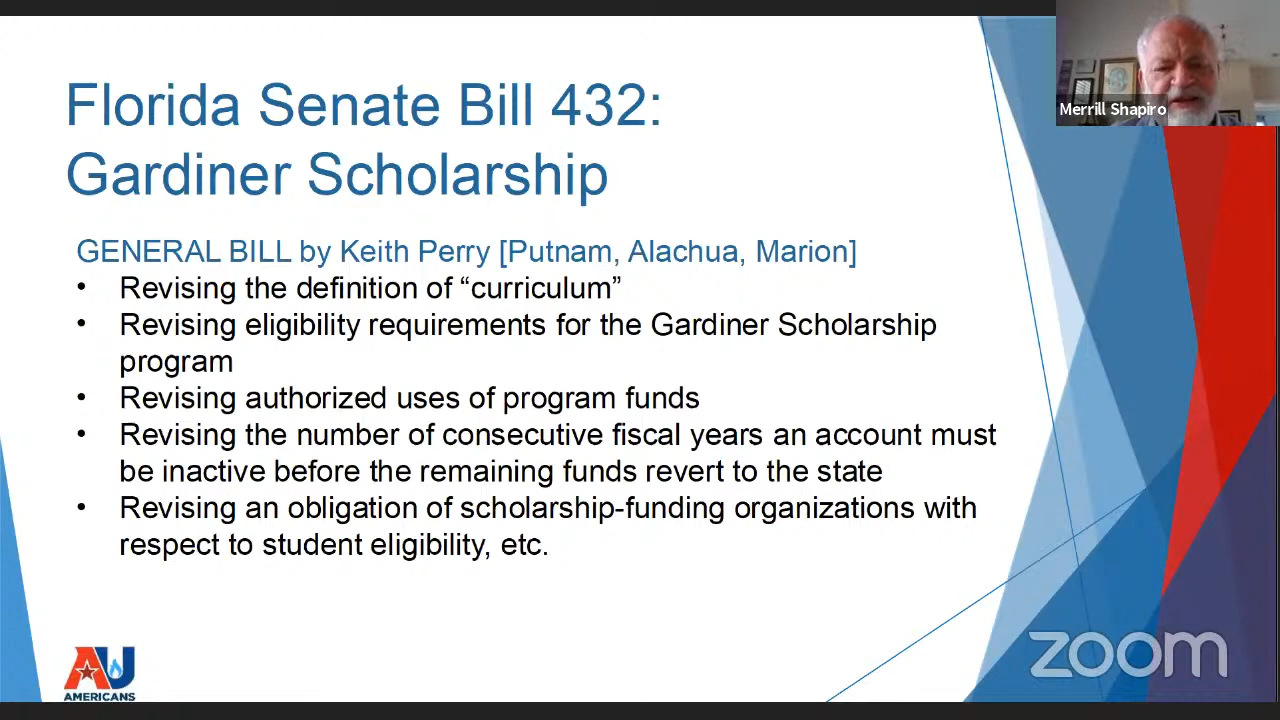 Florida Senate Bill 432:
Gardiner Scholarship
Merrill Shapiro
GENERAL BILL by Keith Perry [Putnam, Alachua, Marion]
• Revising the definition of “curriculum”
• Revising eligibility requirements for the Gardiner Scholarship
program
• Revising authorized uses of program funds
• Revising the number of consecutive fiscal years an account must
be inactive before the remaining funds revert to the state
• Revising an obligation of scholarship-funding organizations with
respect to student eligibility, etc.
AU
AMERICANS
zoom